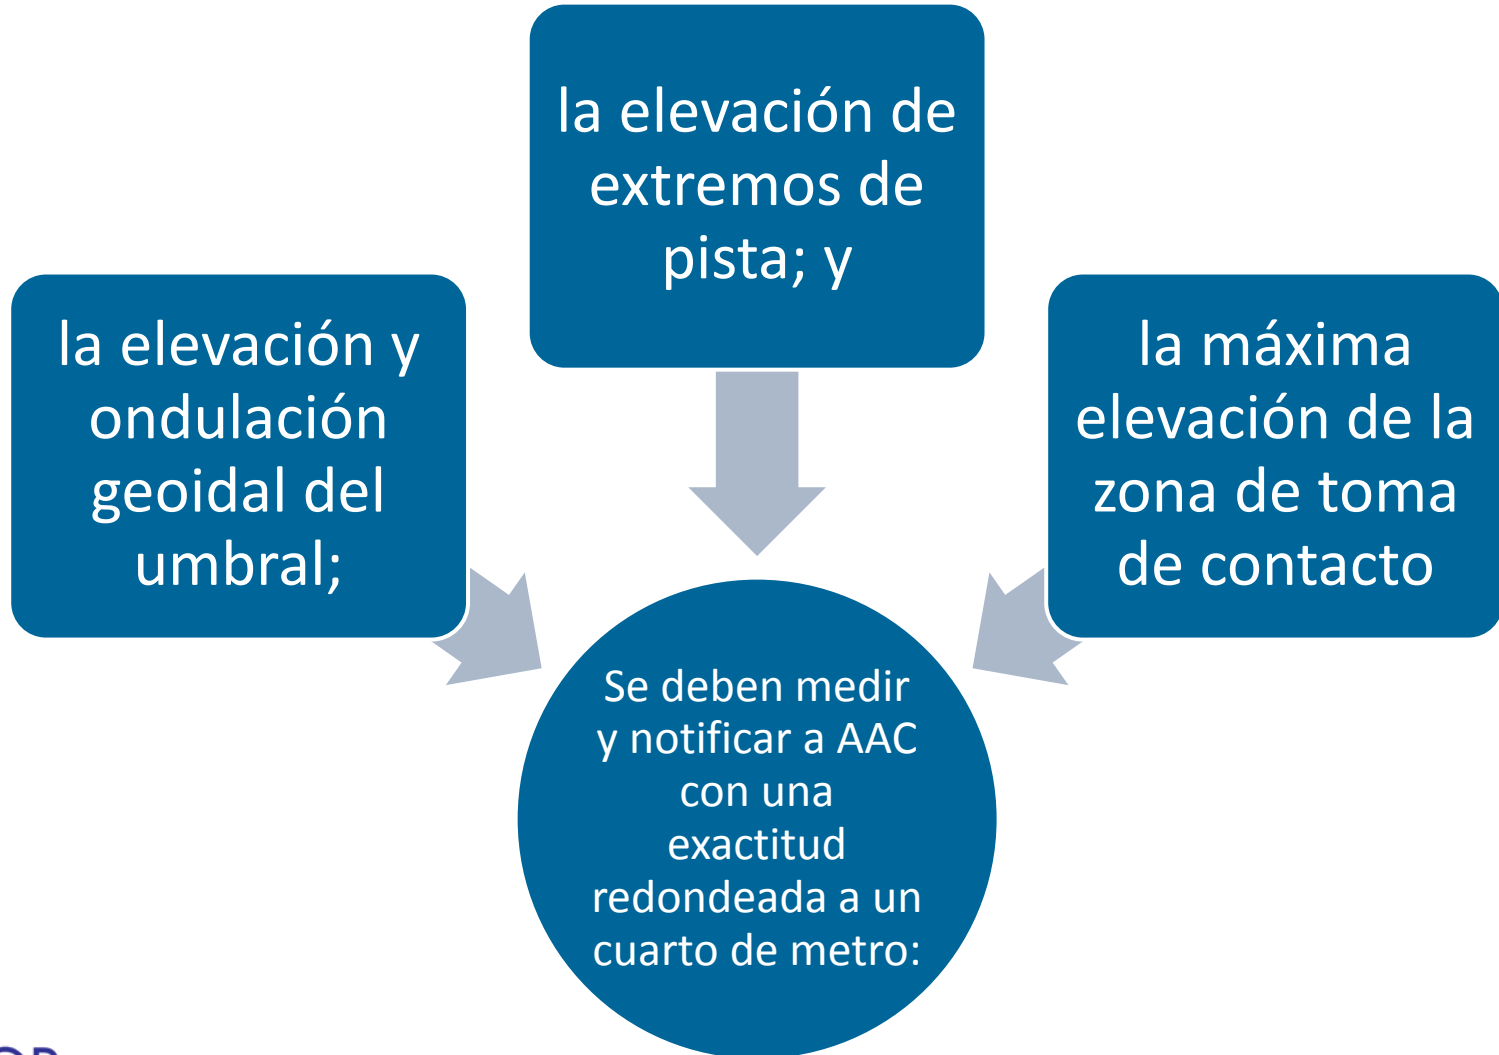 la elevación y
ondulación
geoidal del
umbral;
la elevación de
extremos de
pista; y
la máxima
elevación de la
zona de toma
de contacto
Se deben medir
y notificar a AAC
con una
exactitud
redondeada a un
cuarto de metro: